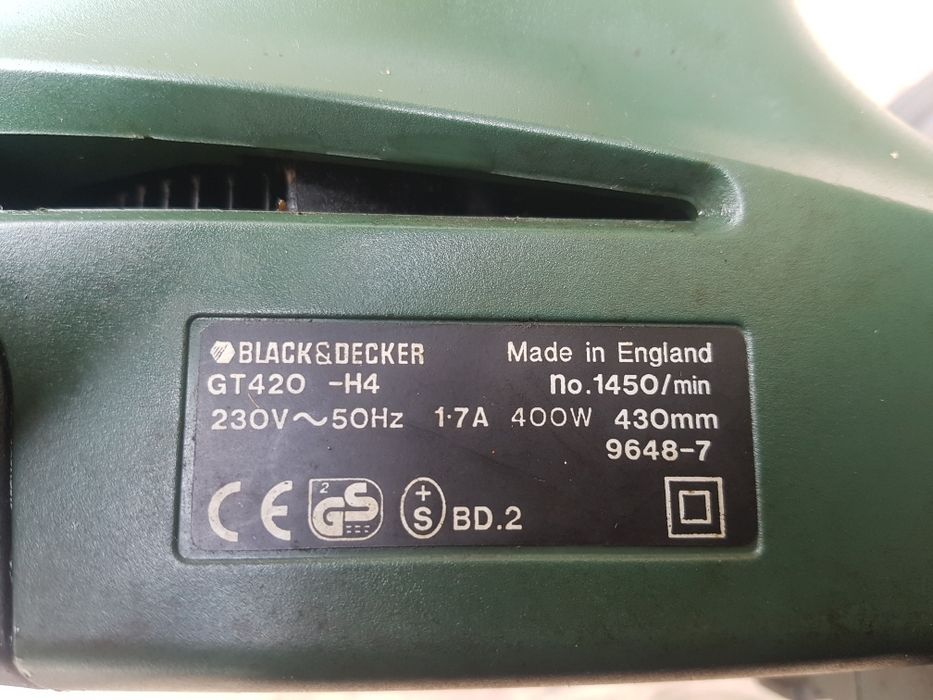 BLACK&DECKER Made in England
GT420 -H4 no.1450/min
230V~50Hz 1·7A 400W 430mm
9648-7
CE 2 GS +S BD.2